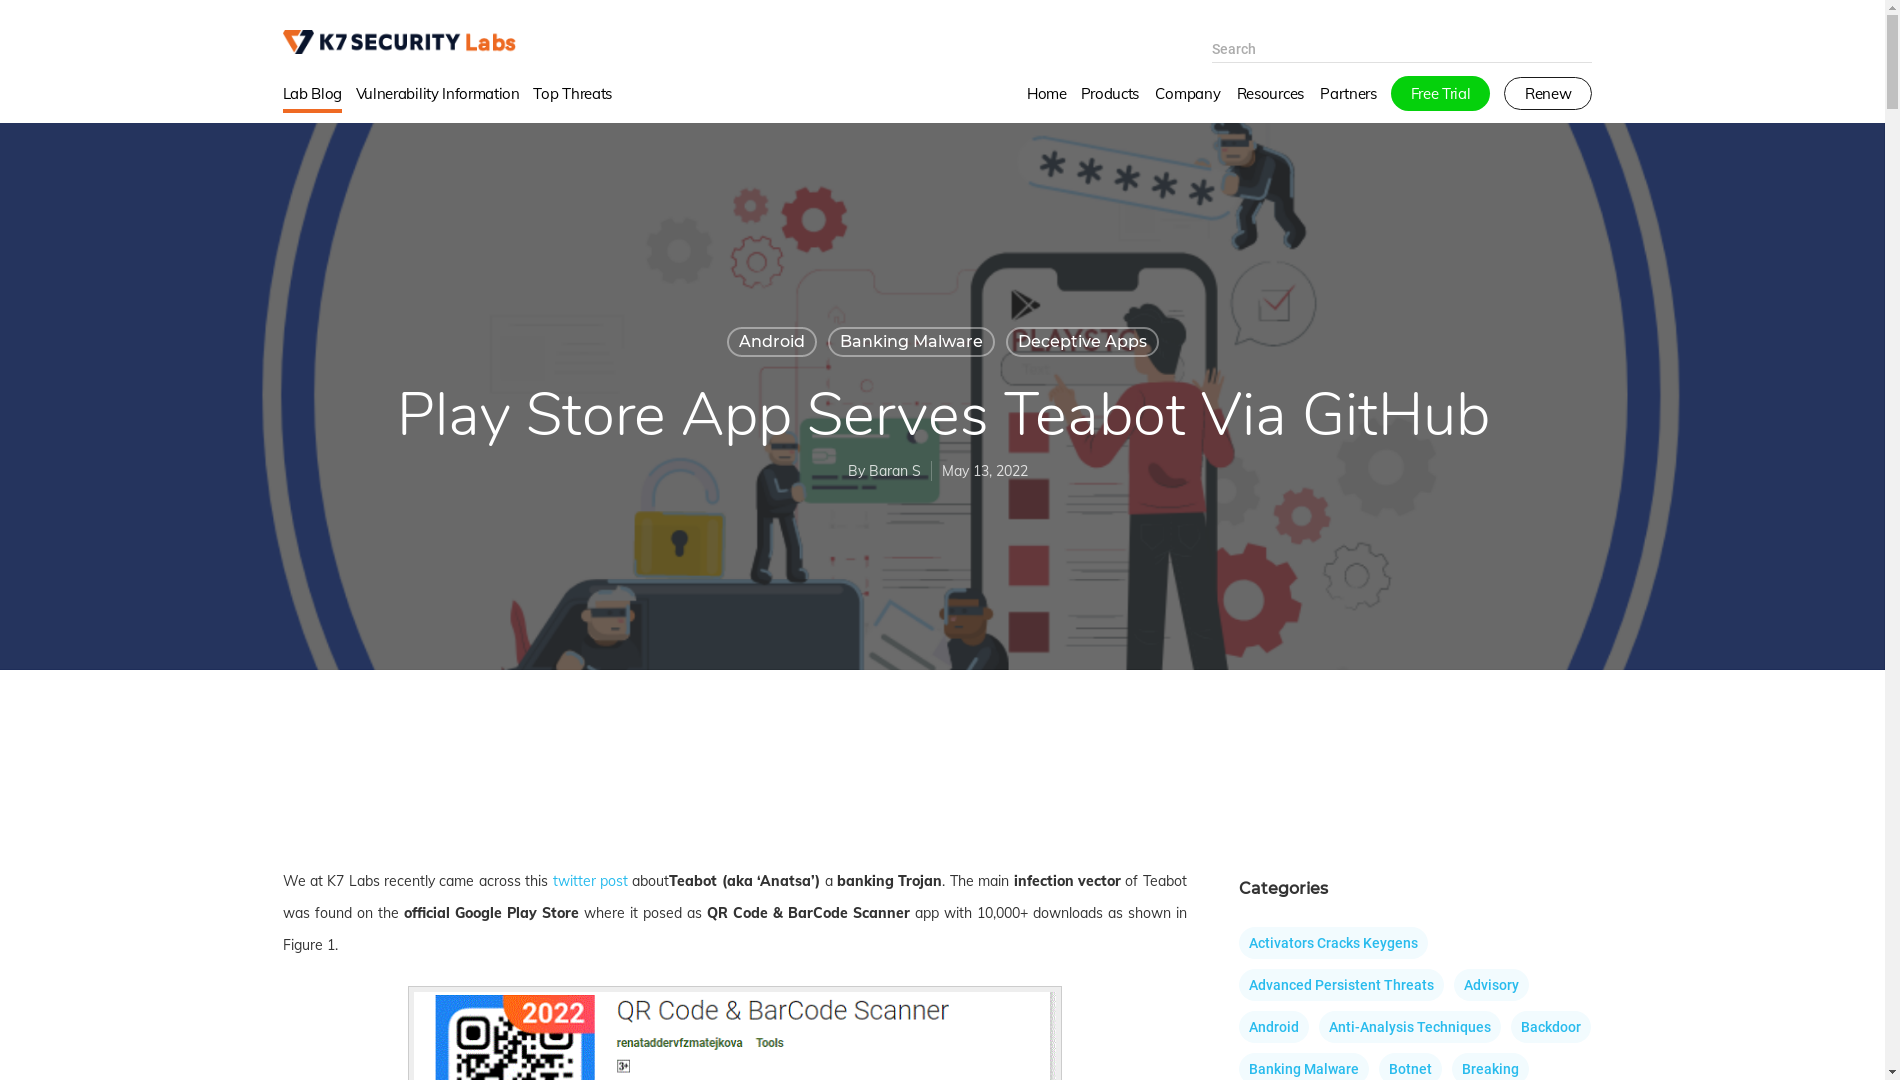 K7 SECURITY Labs
Search
Lab Blog Vulnerability Information Top Threats
Home Products Company Resources Partners Free Trial Renew
Android Banking Malware Deceptive Apps
Play Store App Serves Teabot Via GitHub
By Baran S May 13, 2022
We at K7 Labs recently came across this twitter post aboutTeabot (aka ‘Anatsa’) a banking Trojan. The main infection vector of Teabot
was found on the official Google Play Store where it posed as QR Code & BarCode Scanner app with 10,000+ downloads as shown in
Figure 1.
2022
QR Code & BarCode Scanner
renataddervfzmatejkova Tools
3+
Categories
Activators Cracks Keygens
Advanced Persistent Threats Advisory
Android Anti-Analysis Techniques Backdoor
Banking Malware Botnet Breaking